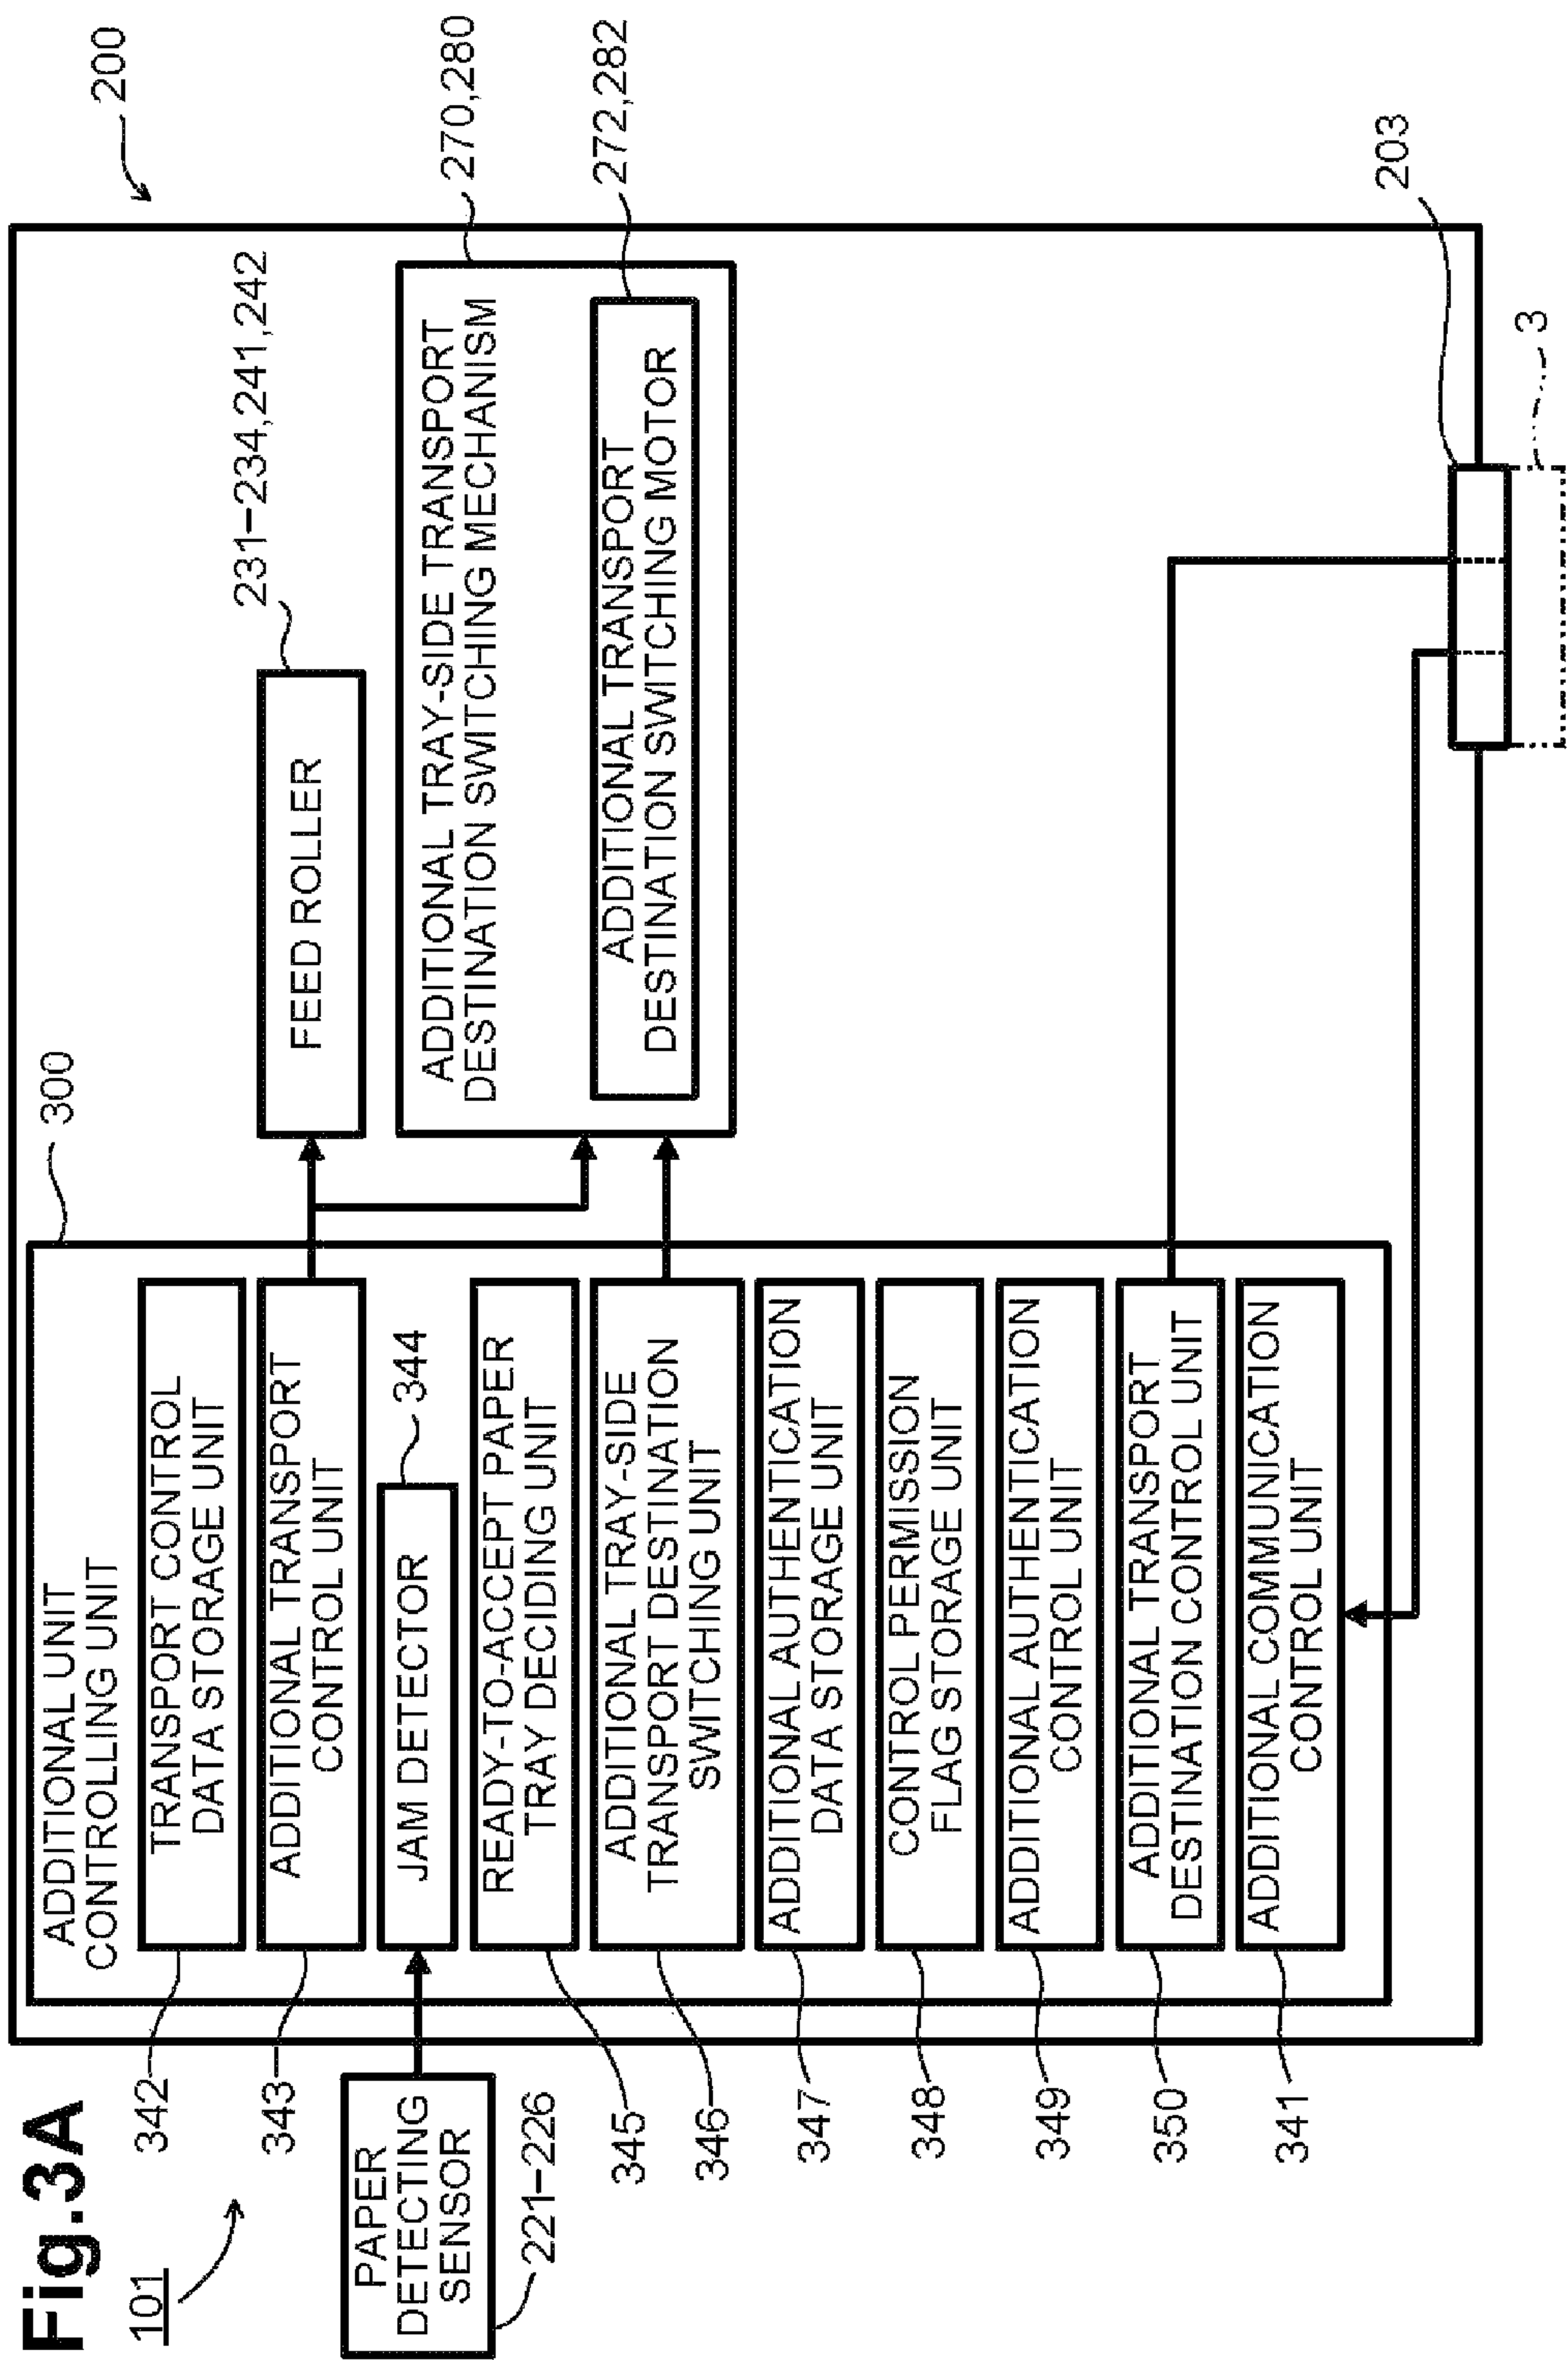 Fig.3A
101
200
300
ADDITIONAL UNIT
CONTROLLING UNIT
342
TRANSPORT CONTROL
DATA STORAGE UNIT
343
ADDITIONAL TRANSPORT
CONTROL UNIT
FEED ROLLER
231-234,241,242
PAPER
DETECTING
SENSOR
221-226
JAM DETECTOR
344
345
READY-TO-ACCEPT PAPER
TRAY DECIDING UNIT
346
ADDITIONAL TRAY-SIDE
TRANSPORT DESTINATION
SWITCHING UNIT
ADDITIONAL TRAY-SIDE TRANSPORT
DESTINATION SWITCHING MECHANISM
270,280
ADDITIONAL TRANSPORT
DESTINATION SWITCHING MOTOR
272,282
347
ADDITIONAL AUTHENTICATION
DATA STORAGE UNIT
348
CONTROL PERMISSION
FLAG STORAGE UNIT
349
ADDITIONAL AUTHENTICATION
CONTROL UNIT
350
ADDITIONAL TRANSPORT
DESTINATION CONTROL UNIT
341
ADDITIONAL COMMUNICATION
CONTROL UNIT
203
3